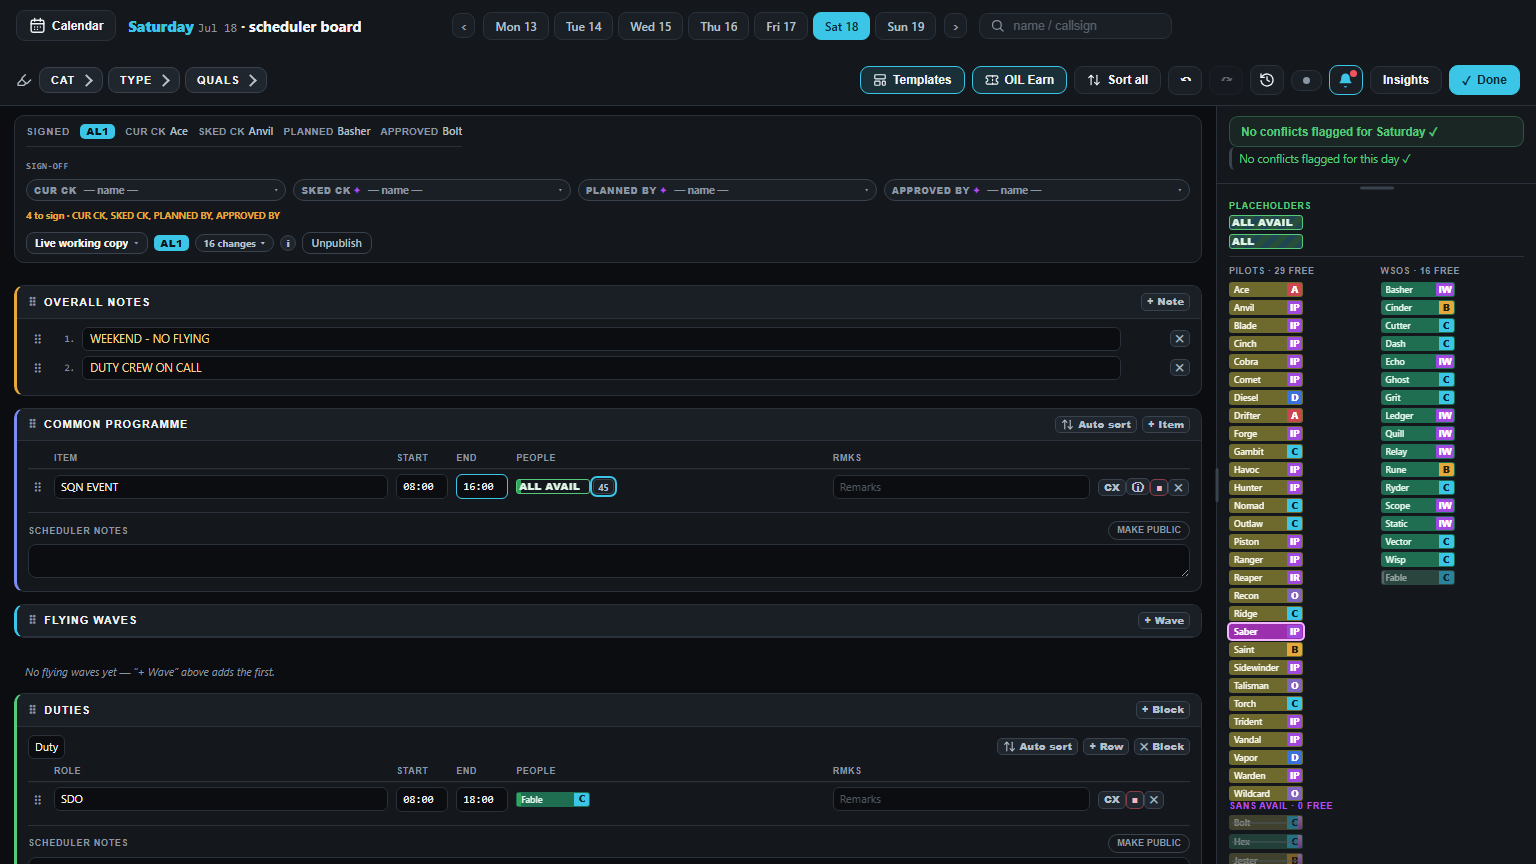 Calendar
Saturday Jul 18 · scheduler board
‹ Mon 13 Tue 14 Wed 15 Thu 16 Fri 17 Sat 18 Sun 19 ›
name / callsign
CAT TYPE QUALS
Templates OIL Earn Sort all Insights ✓ Done
SIGNED AL1 CUR CK Ace SKED CK Anvil PLANNED Basher APPROVED Bolt
SIGN-OFF
CUR CK — name — SKED CK ✦ — name — PLANNED BY ✦ — name — APPROVED BY ✦ — name —
4 to sign · CUR CK, SKED CK, PLANNED BY, APPROVED BY
Live working copy AL1 16 changes i Unpublish
OVERALL NOTES
+ Note
1. WEEKEND - NO FLYING
2. DUTY CREW ON CALL
COMMON PROGRAMME
Auto sort + Item
ITEM START END PEOPLE RMKS
SQN EVENT 08:00 16:00 ALL AVAIL 45 Remarks CX
SCHEDULER NOTES
MAKE PUBLIC
FLYING WAVES
+ Wave
No flying waves yet — "+ Wave" above adds the first.
DUTIES
+ Block
Duty
Auto sort + Row ✕ Block
ROLE START END PEOPLE RMKS
SDO 08:00 18:00 Fable C Remarks CX
SCHEDULER NOTES
MAKE PUBLIC
No conflicts flagged for Saturday ✓
No conflicts flagged for this day ✓
PLACEHOLDERS
ALL AVAIL
ALL
PILOTS · 29 FREE
Ace A
Anvil IP
Blade IP
Cinch IP
Cobra IP
Comet IP
Diesel D
Drifter A
Forge IP
Gambit C
Havoc IP
Hunter IP
Nomad C
Outlaw C
Piston IP
Ranger IP
Reaper IR
Recon O
Ridge C
Saber IP
Saint B
Sidewinder IP
Talisman O
Torch C
Trident IP
Vandal IP
Vapor D
Warden IP
Wildcard O
WSOS · 16 FREE
Basher IW
Cinder B
Cutter C
Dash C
Echo IW
Ghost C
Grit C
Ledger IW
Quill IW
Relay IW
Rune B
Ryder C
Scope IW
Static IW
Vector C
Wisp C
Fable C
SANS AVAIL · 0 FREE
Bolt C
Hex C
Jester B